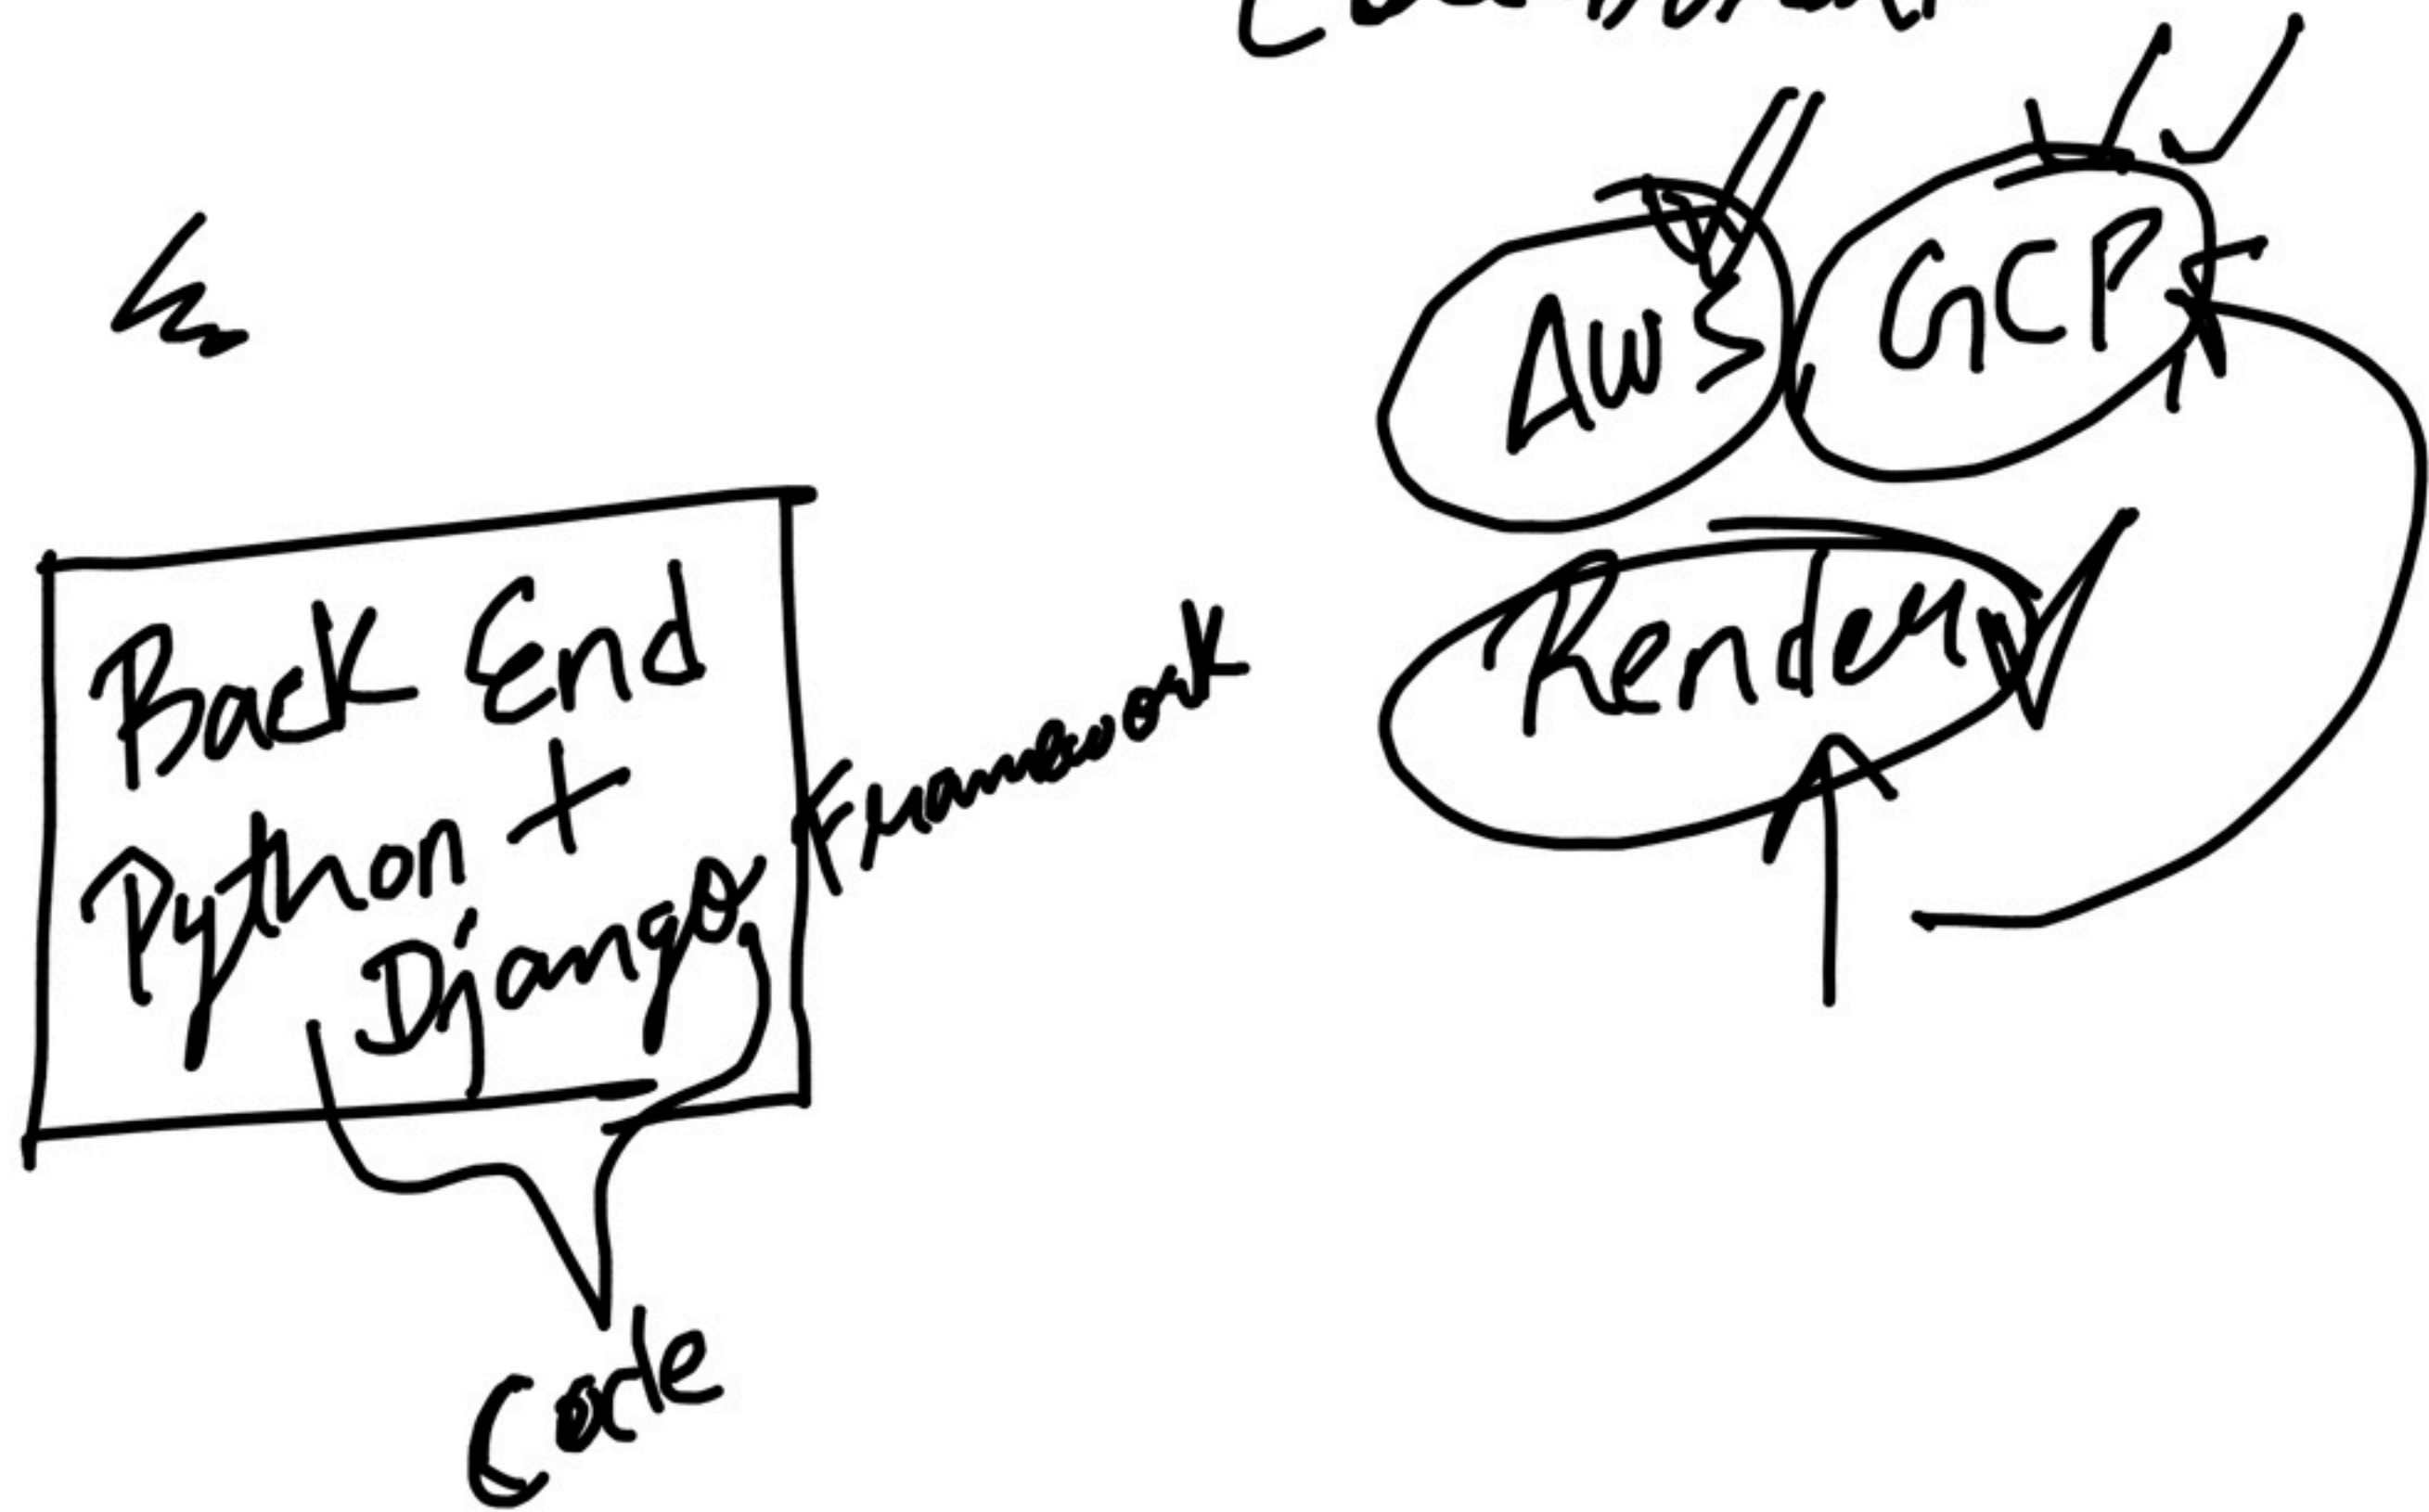 AWS GCP
Render
Back End
Python +
Django
Framework
Code